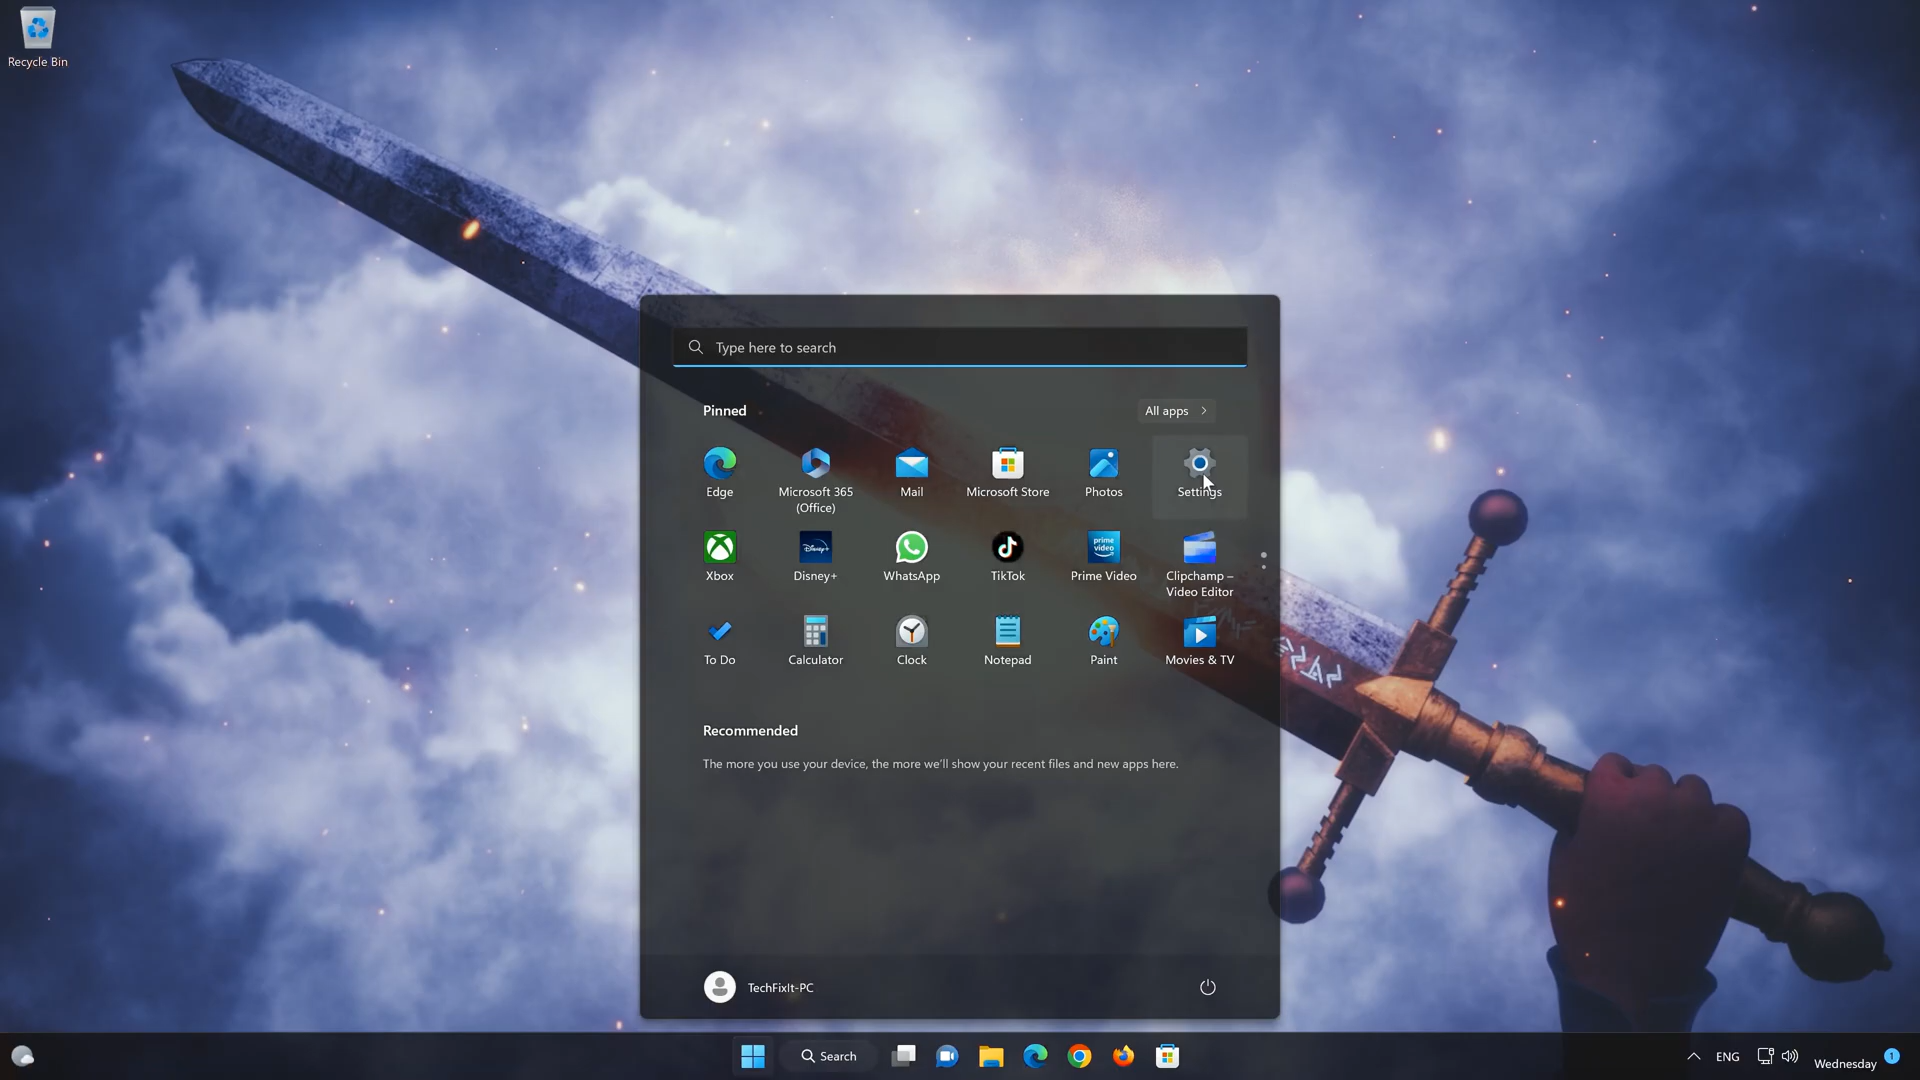 Recycle Bin
Type here to search
Pinned
All apps
Edge
Microsoft 365
(Office)
Mail
Microsoft Store
Photos
Settings
Xbox
Disney+
WhatsApp
TikTok
prime
video
Prime Video
Clipchamp –
Video Editor
To Do
Calculator
Clock
Notepad
Paint
Movies & TV
Recommended
The more you use your device, the more we'll show your recent files and new apps here.
TechFixIt-PC
Search
ENG
Wednesday
1